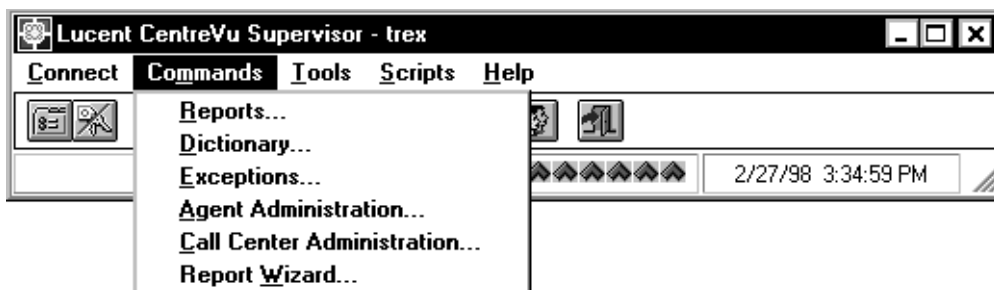 Lucent CentreVu Supervisor - trex
Connect Commands Tools Scripts Help
Reports...
Dictionary...
Exceptions...
2/27/98 3:34:59 PM
Agent Administration...
Call Center Administration...
Report Wizard...